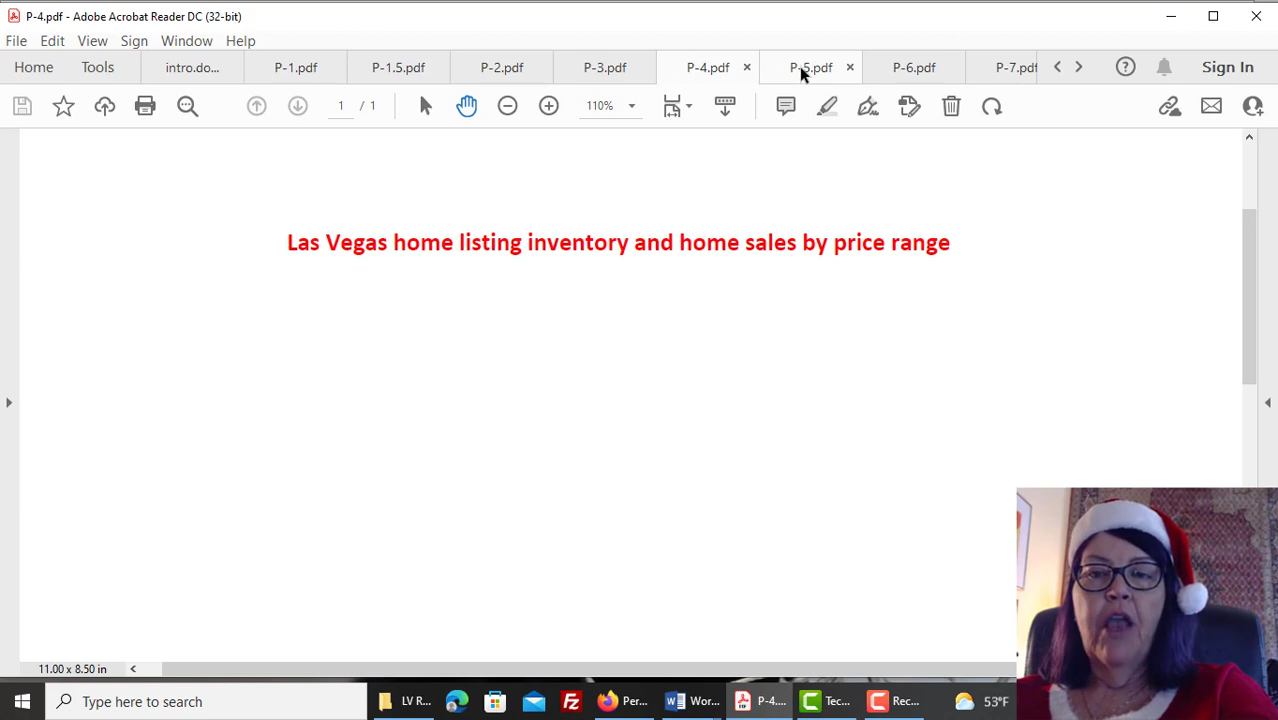 P-4.pdf - Adobe Acrobat Reader DC (32-bit)
File Edit View Sign Window Help
Home Tools intro.do... P-1.pdf P-1.5.pdf P-2.pdf P-3.pdf P-4.pdf P-5.pdf P-6.pdf P-7.pdf Sign In
1 / 1 110%
Las Vegas home listing inventory and home sales by price range
11.00 x 8.50 in
Type here to search LV R... Per... Wor... P-4.... Tec... Rec... 53°F